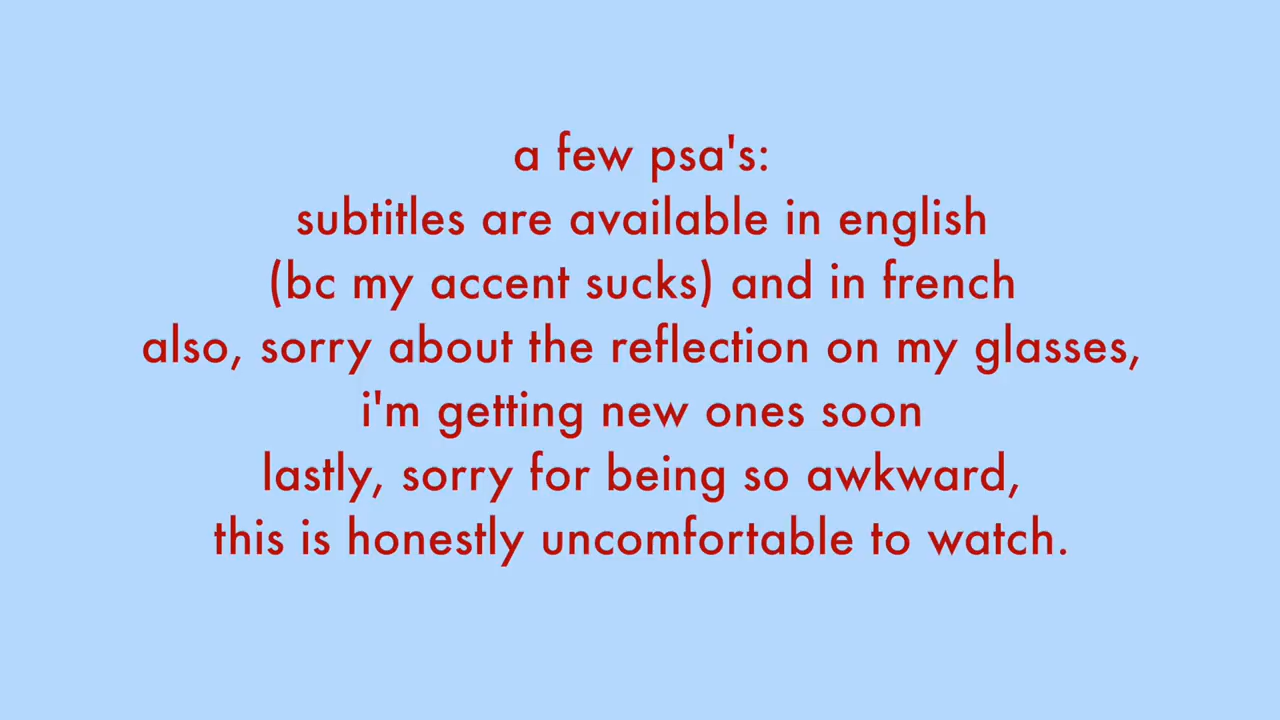 a few psa's:
subtitles are available in english
(bc my accent sucks) and in french
also, sorry about the reflection on my glasses,
i'm getting new ones soon
lastly, sorry for being so awkward,
this is honestly uncomfortable to watch.